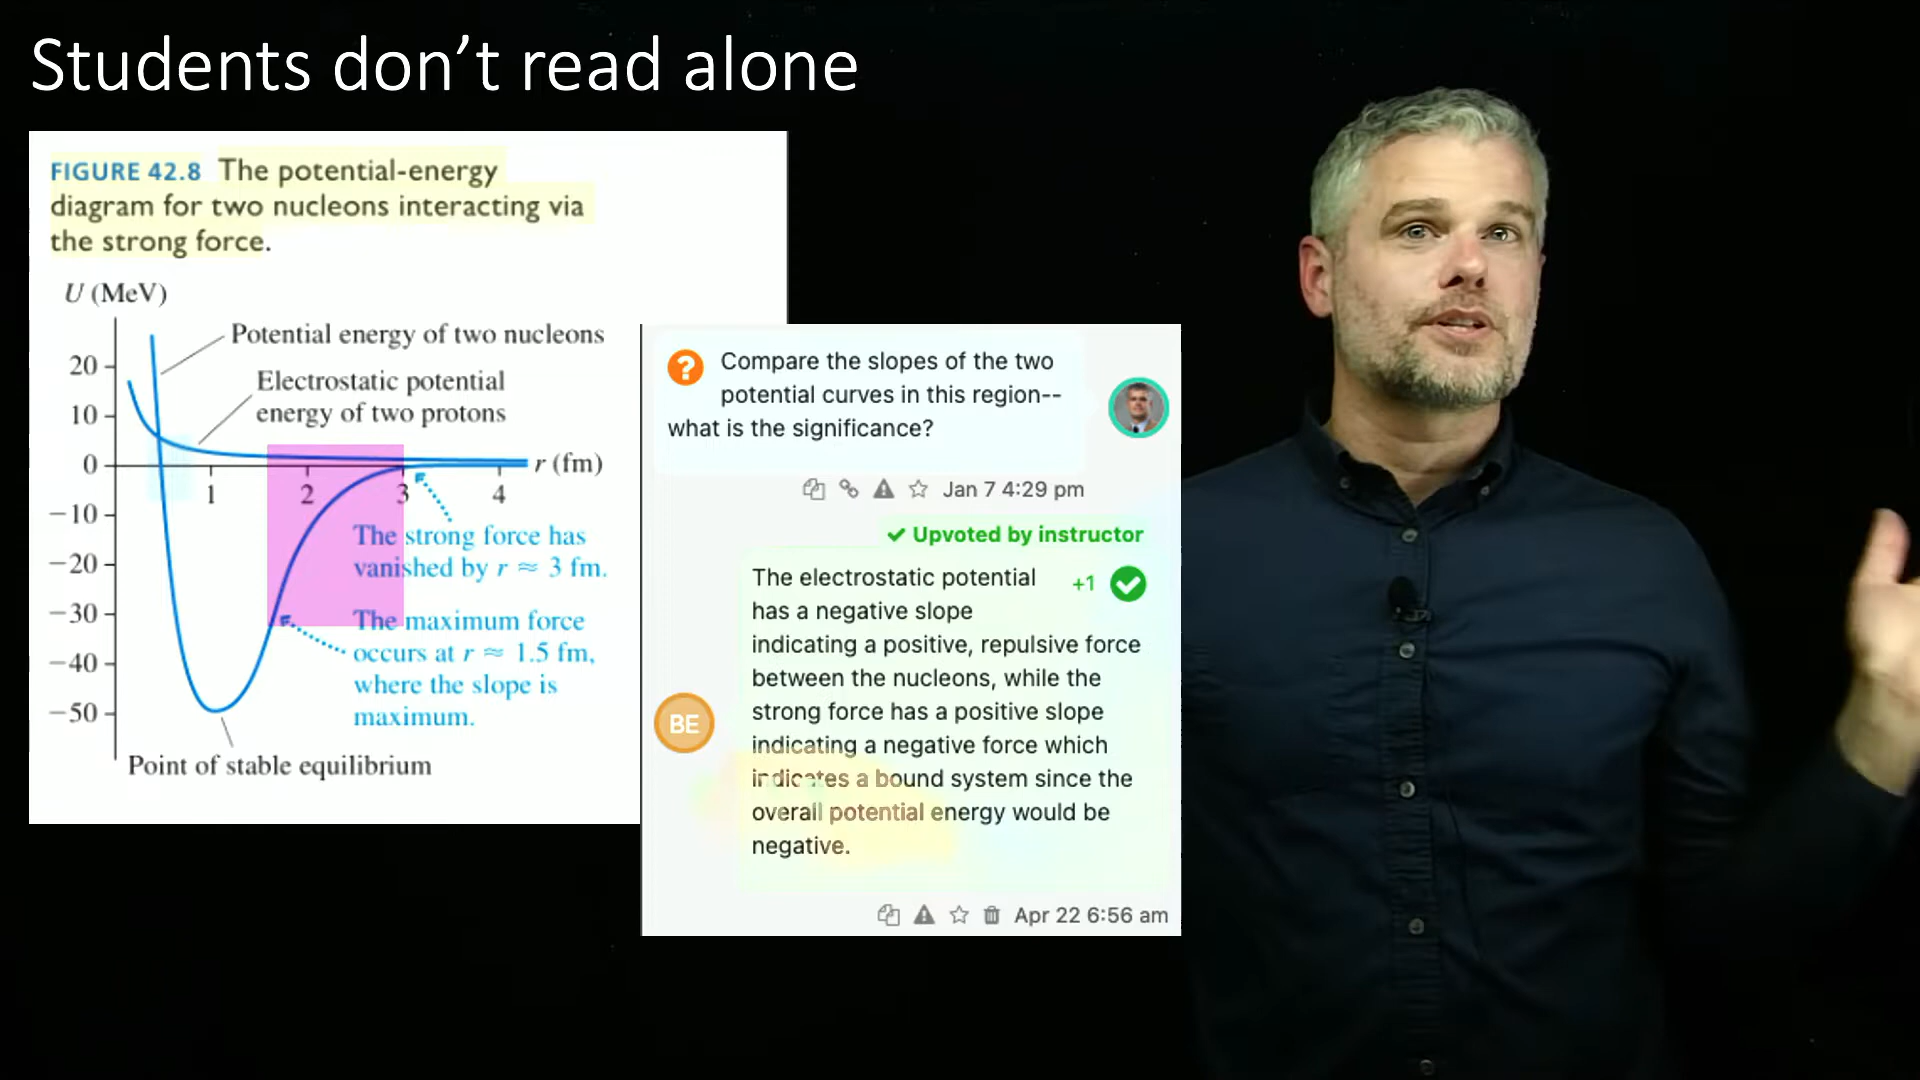 Students don’t read alone
FIGURE 42.8 The potential-energy
diagram for two nucleons interacting via
the strong force.
U (MeV)
Potential energy of two nucleons
Electrostatic potential
energy of two protons
20
10
0
−10
−20
−30
−40
−50
1
2
3
4
r (fm)
The strong force has
vanished by r ≈ 3 fm.
The maximum force
occurs at r ≈ 1.5 fm,
where the slope is
maximum.
Point of stable equilibrium
?
Compare the slopes of the two
potential curves in this region--
what is the significance?
Jan 7 4:29 pm
Upvoted by instructor
+1
BE
The electrostatic potential
has a negative slope
indicating a positive, repulsive force
between the nucleons, while the
strong force has a positive slope
indicating a negative force which
indicates a bound system since the
overall potential energy would be
negative.
Apr 22 6:56 am